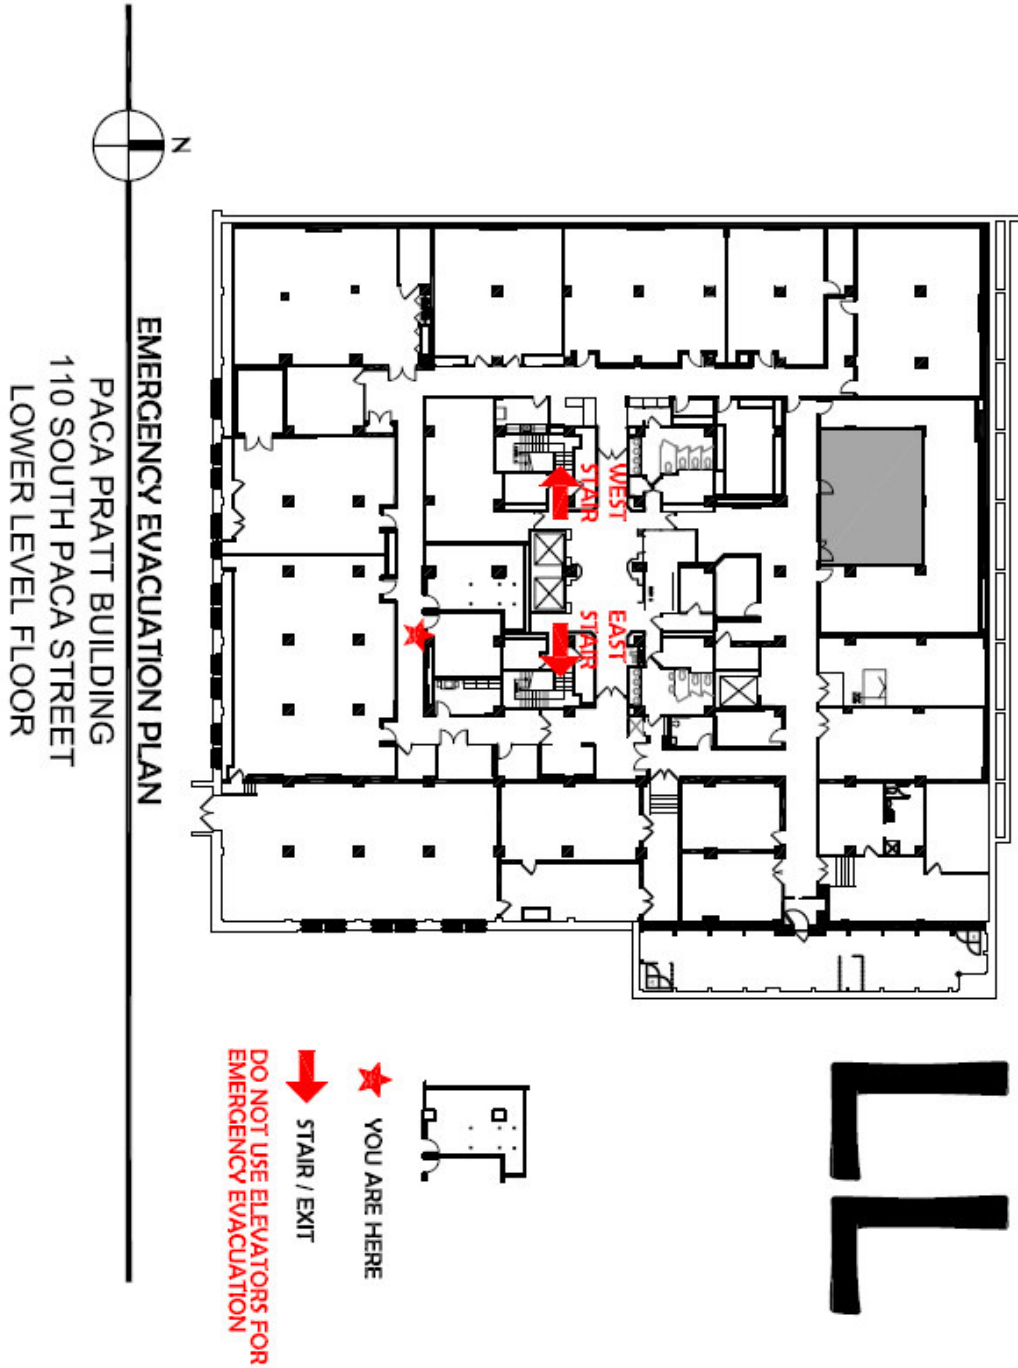 N
EMERGENCY EVACUATION PLAN
PACA PRATT BUILDING
110 SOUTH PACA STREET
LOWER LEVEL FLOOR
WEST
STAIR
EAST
STAIR
LL
YOU ARE HERE
STAIR / EXIT
DO NOT USE ELEVATORS FOR
EMERGENCY EVACUATION